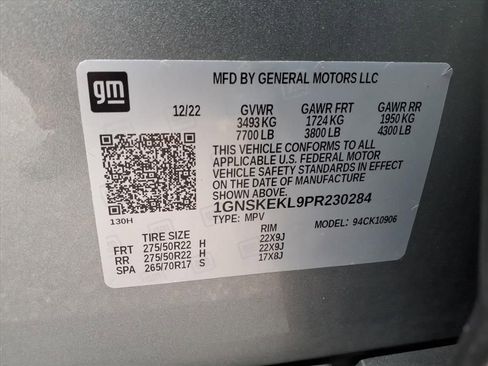 gm
MFD BY GENERAL MOTORS LLC
12/22 GVWR GAWR FRT GAWR RR
3493 KG 1724 KG 1950 KG
7700 LB 3800 LB 4300 LB
THIS VEHICLE CONFORMS TO ALL
APPLICABLE U.S. FEDERAL MOTOR
VEHICLE SAFETY STANDARDS IN EFFECT
ON THE DATE OF MANUFACTURE
SHOWN ABOVE.
1GNSKEKL9PR230284
130H TYPE: MPV MODEL: 94CK10906
TIRE SIZE RIM
FRT 275/50R22 H 22X9J
RR 275/50R22 H 22X9J
SPA 265/70R17 S 17X8J